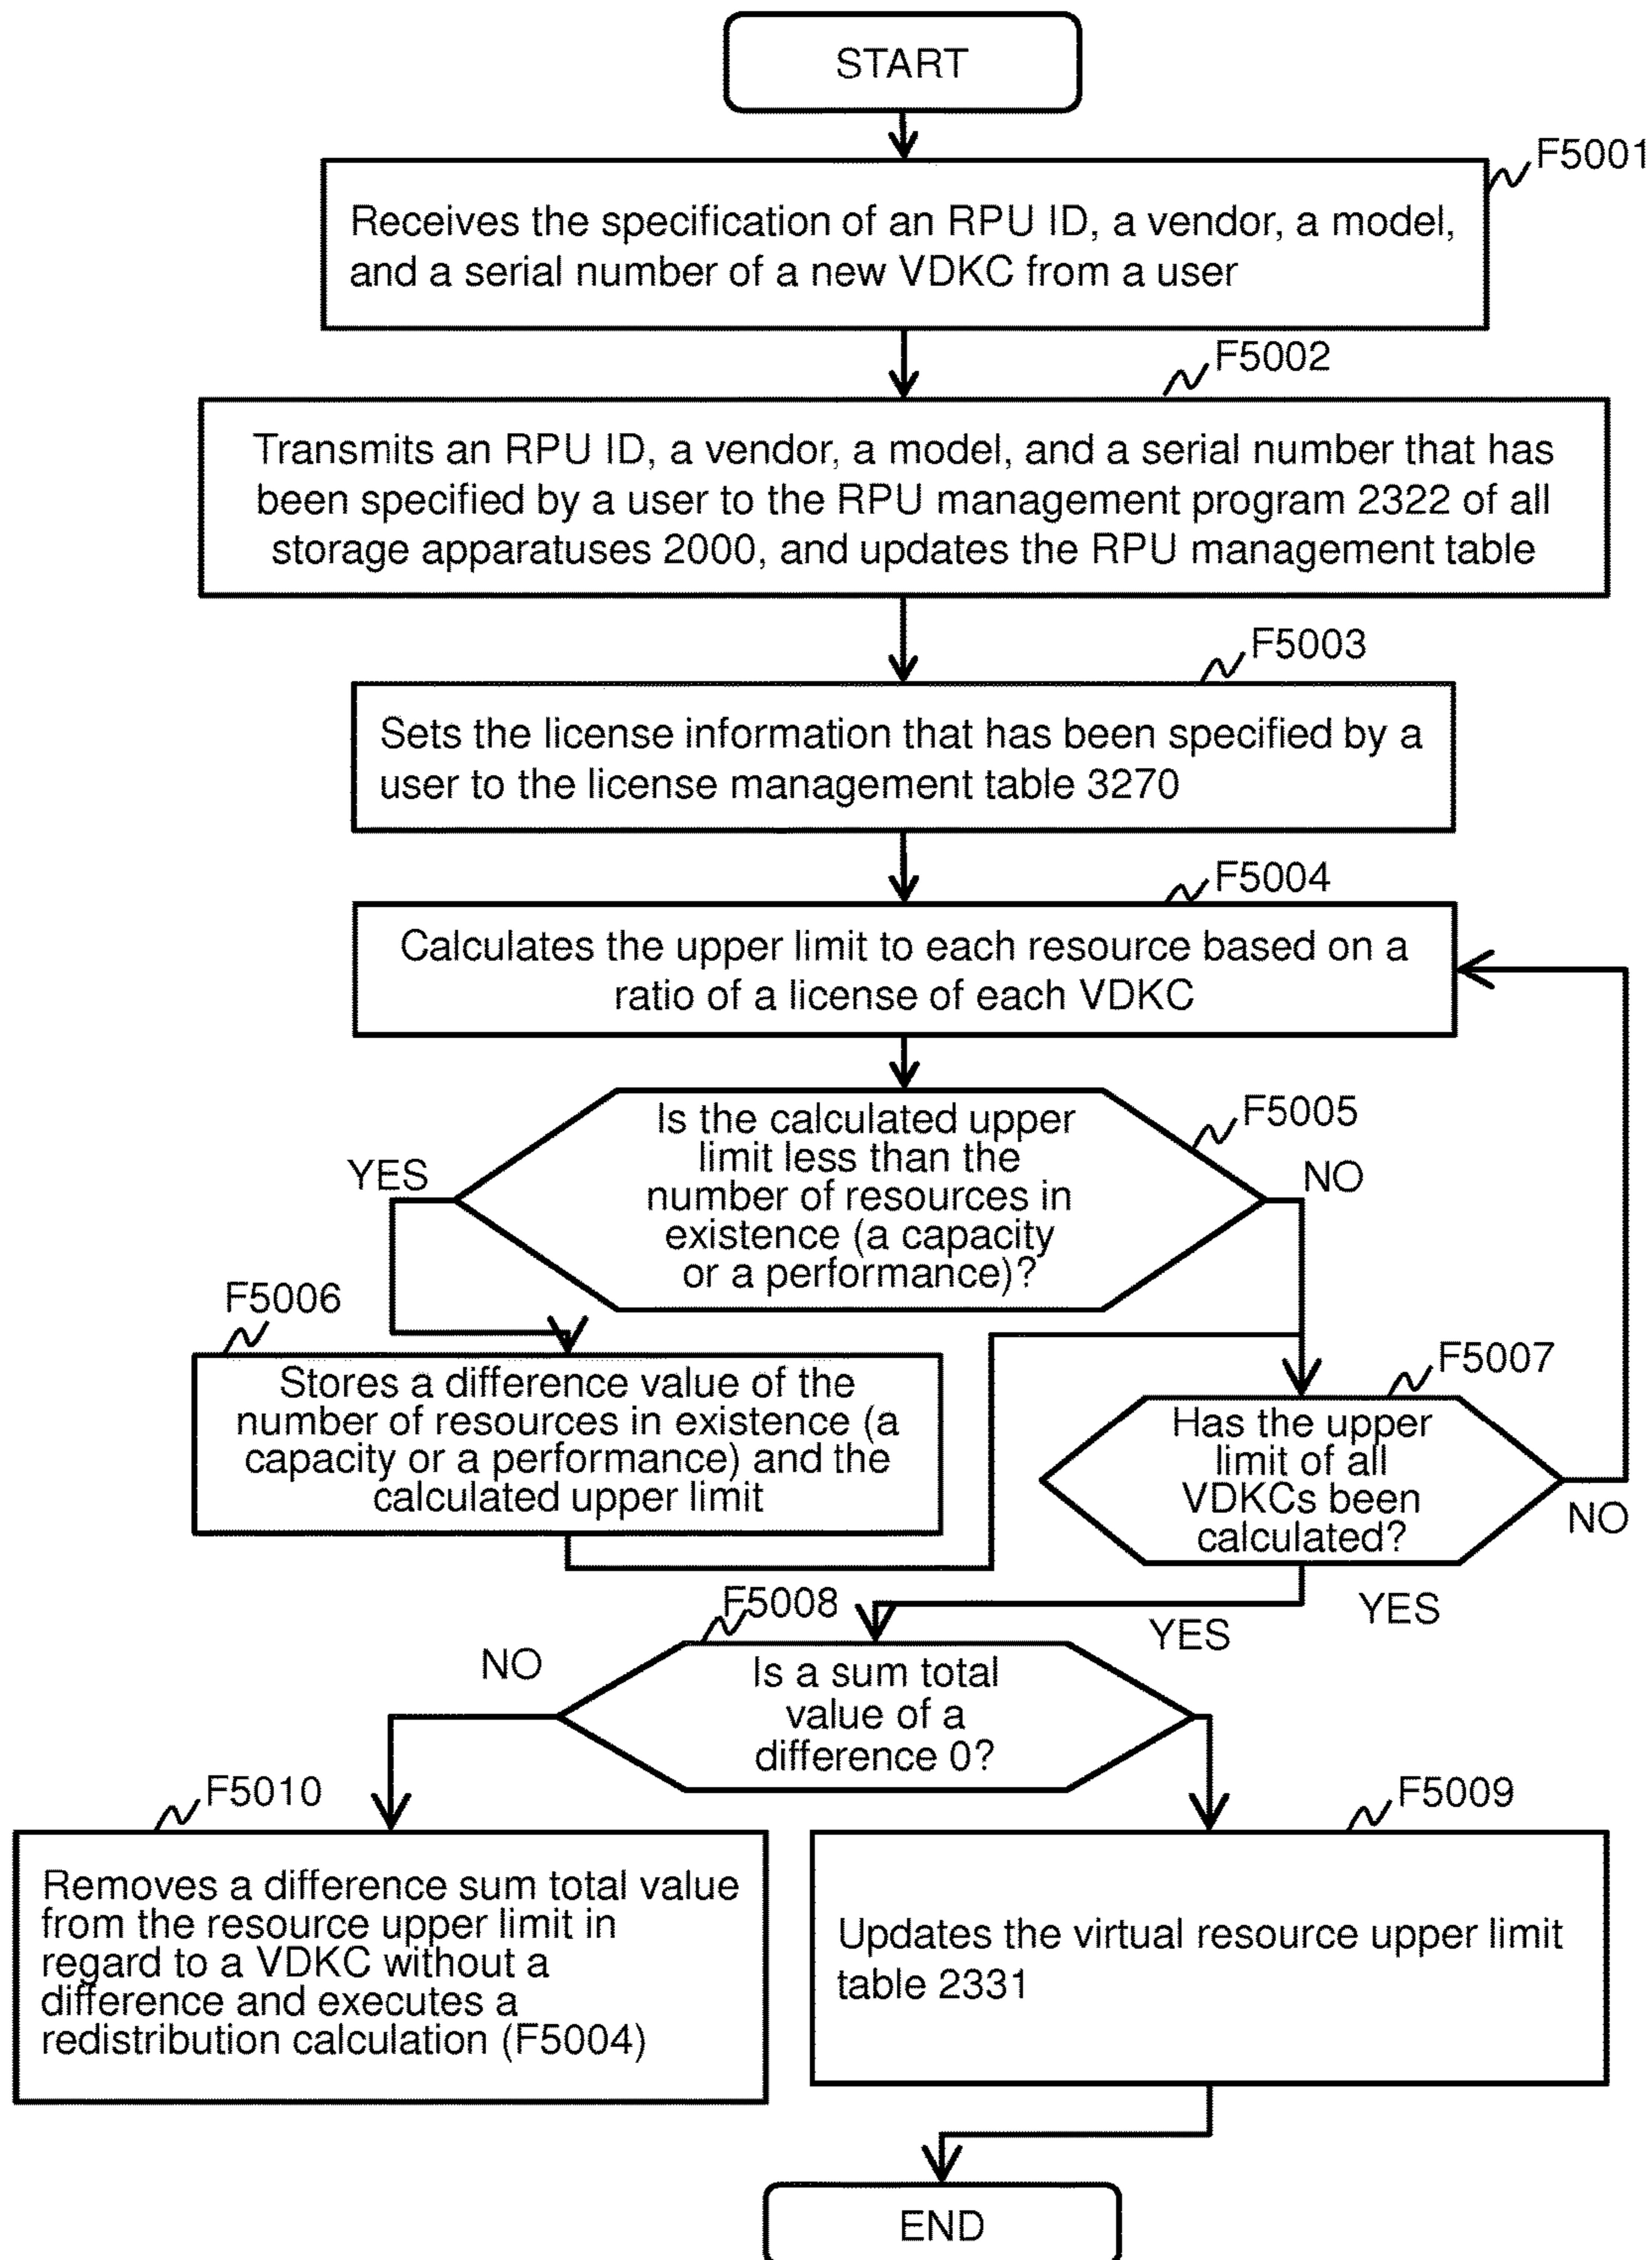 START
F5001
Receives the specification of an RPU ID, a vendor, a model,
and a serial number of a new VDKC from a user
F5002
Transmits an RPU ID, a vendor, a model, and a serial number that has
been specified by a user to the RPU management program 2322 of all
storage apparatuses 2000, and updates the RPU management table
F5003
Sets the license information that has been specified by a
user to the license management table 3270
F5004
Calculates the upper limit to each resource based on a
ratio of a license of each VDKC
F5005
Is the calculated upper
limit less than the
number of resources in
existence (a capacity
or a performance)?
YES
NO
F5006
Stores a difference value of the
number of resources in existence (a
capacity or a performance) and the
calculated upper limit
F5007
Has the upper
limit of all
VDKCs been
calculated?
NO
YES
F5008
YES
NO
Is a sum total
value of a
difference 0?
F5010
Removes a difference sum total value
from the resource upper limit in
regard to a VDKC without a
difference and executes a
redistribution calculation (F5004)
F5009
Updates the virtual resource upper limit
table 2331
END